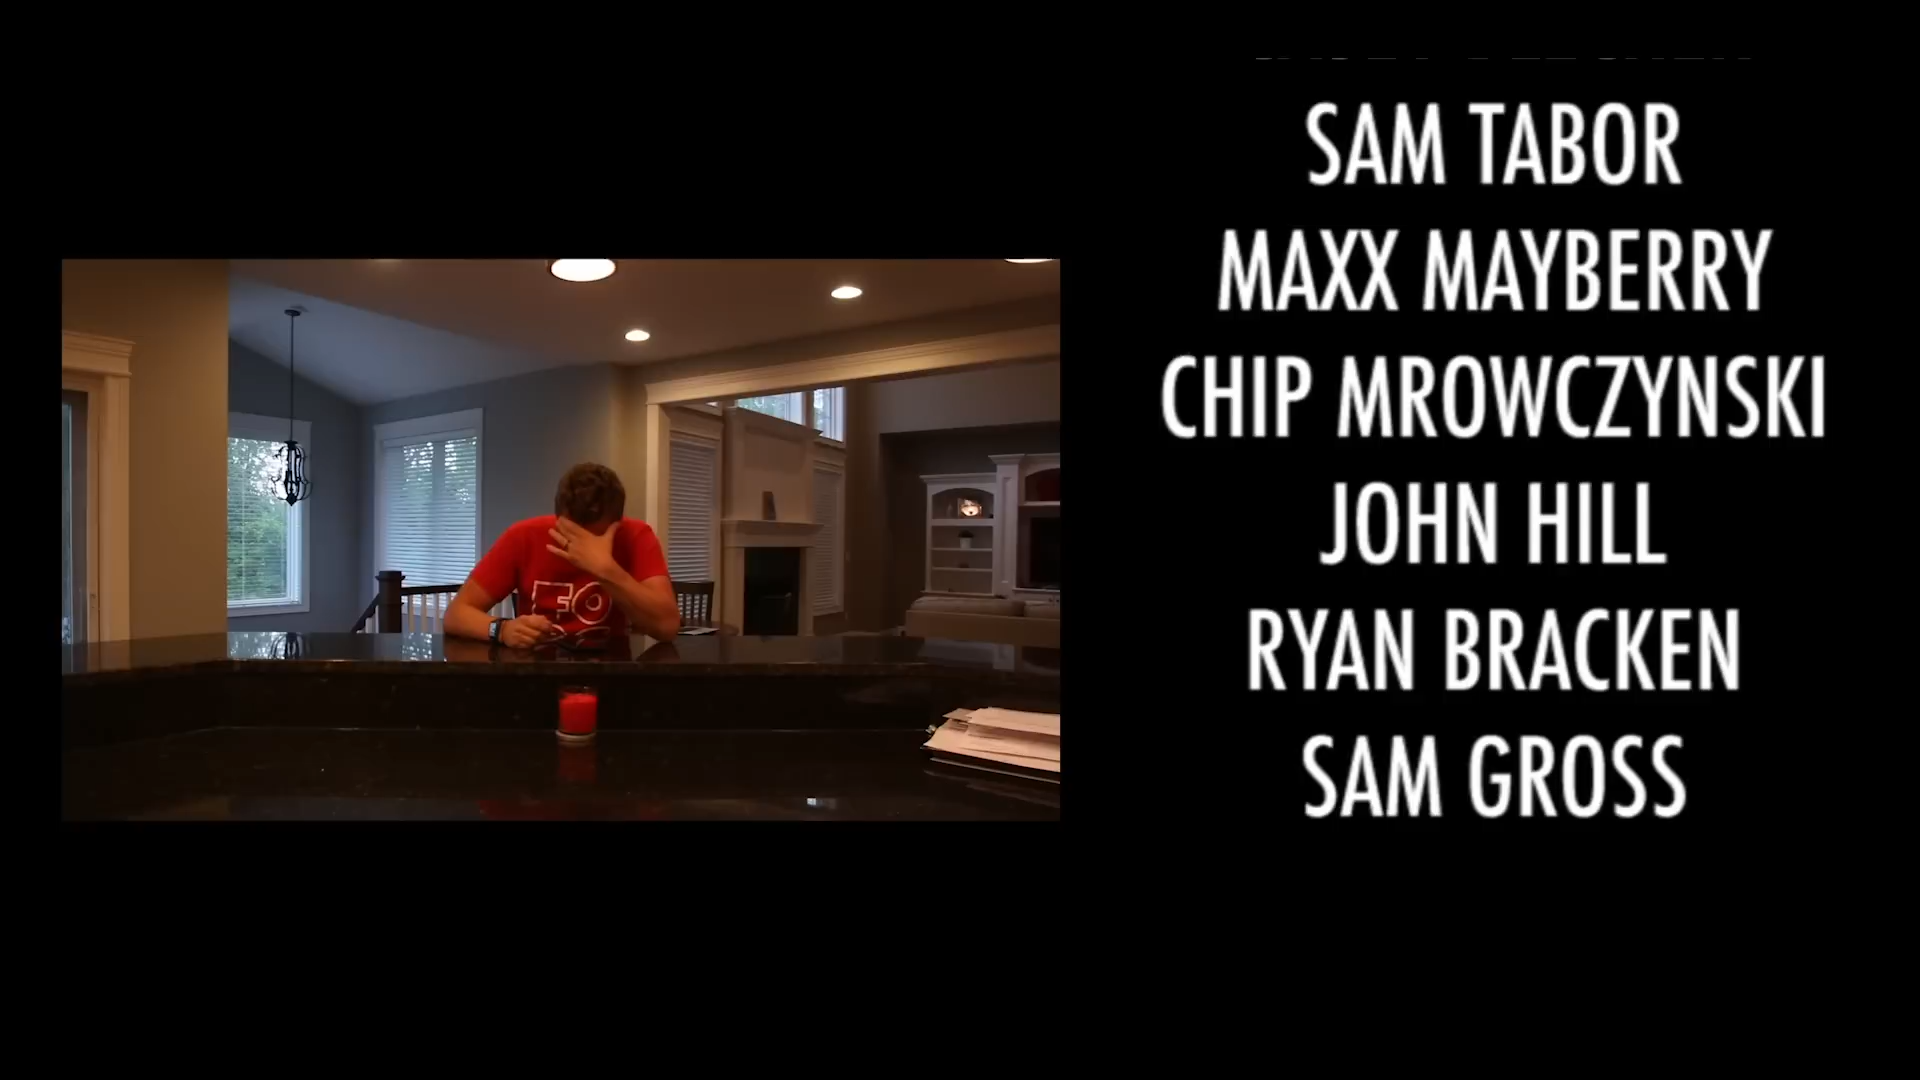 SAM TABOR
MAXX MAYBERRY
CHIP MROWCZYNSKI
JOHN HILL
RYAN BRACKEN
SAM GROSS